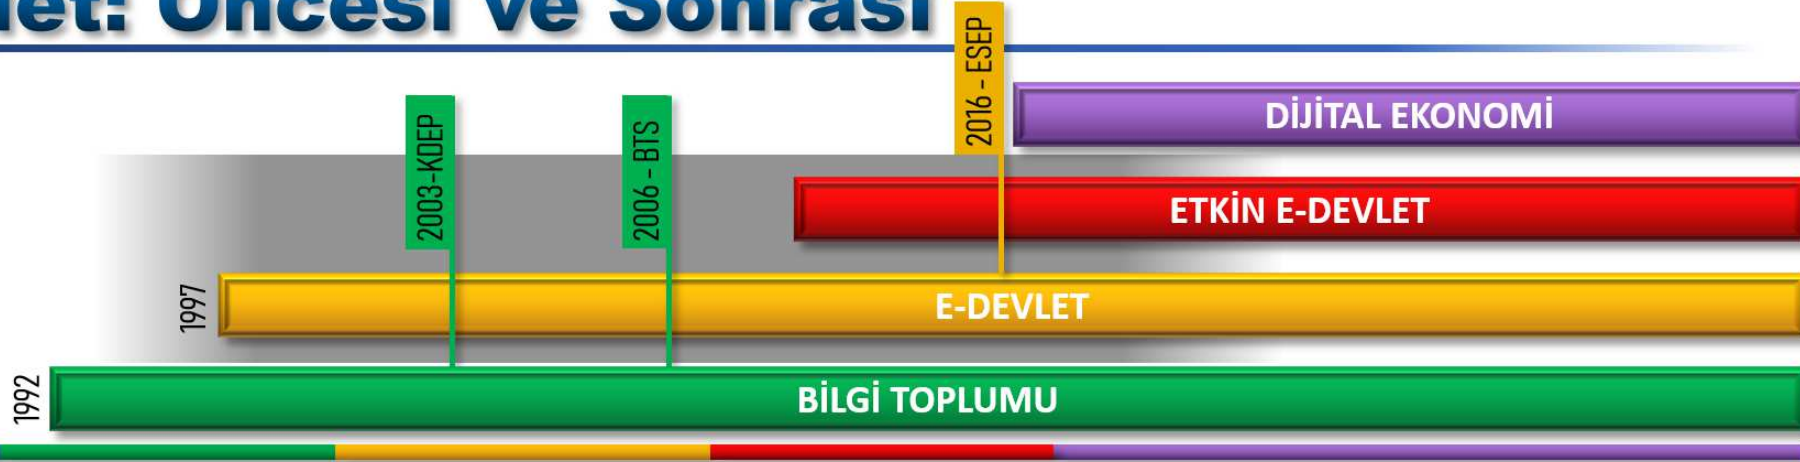 Öncesi ve Sonrası
2016 - ESEP
DİJİTAL EKONOMİ
2003-KDEP
2006 - BTS
ETKİN E-DEVLET
1997
E-DEVLET
1992
BİLGİ TOPLUMU